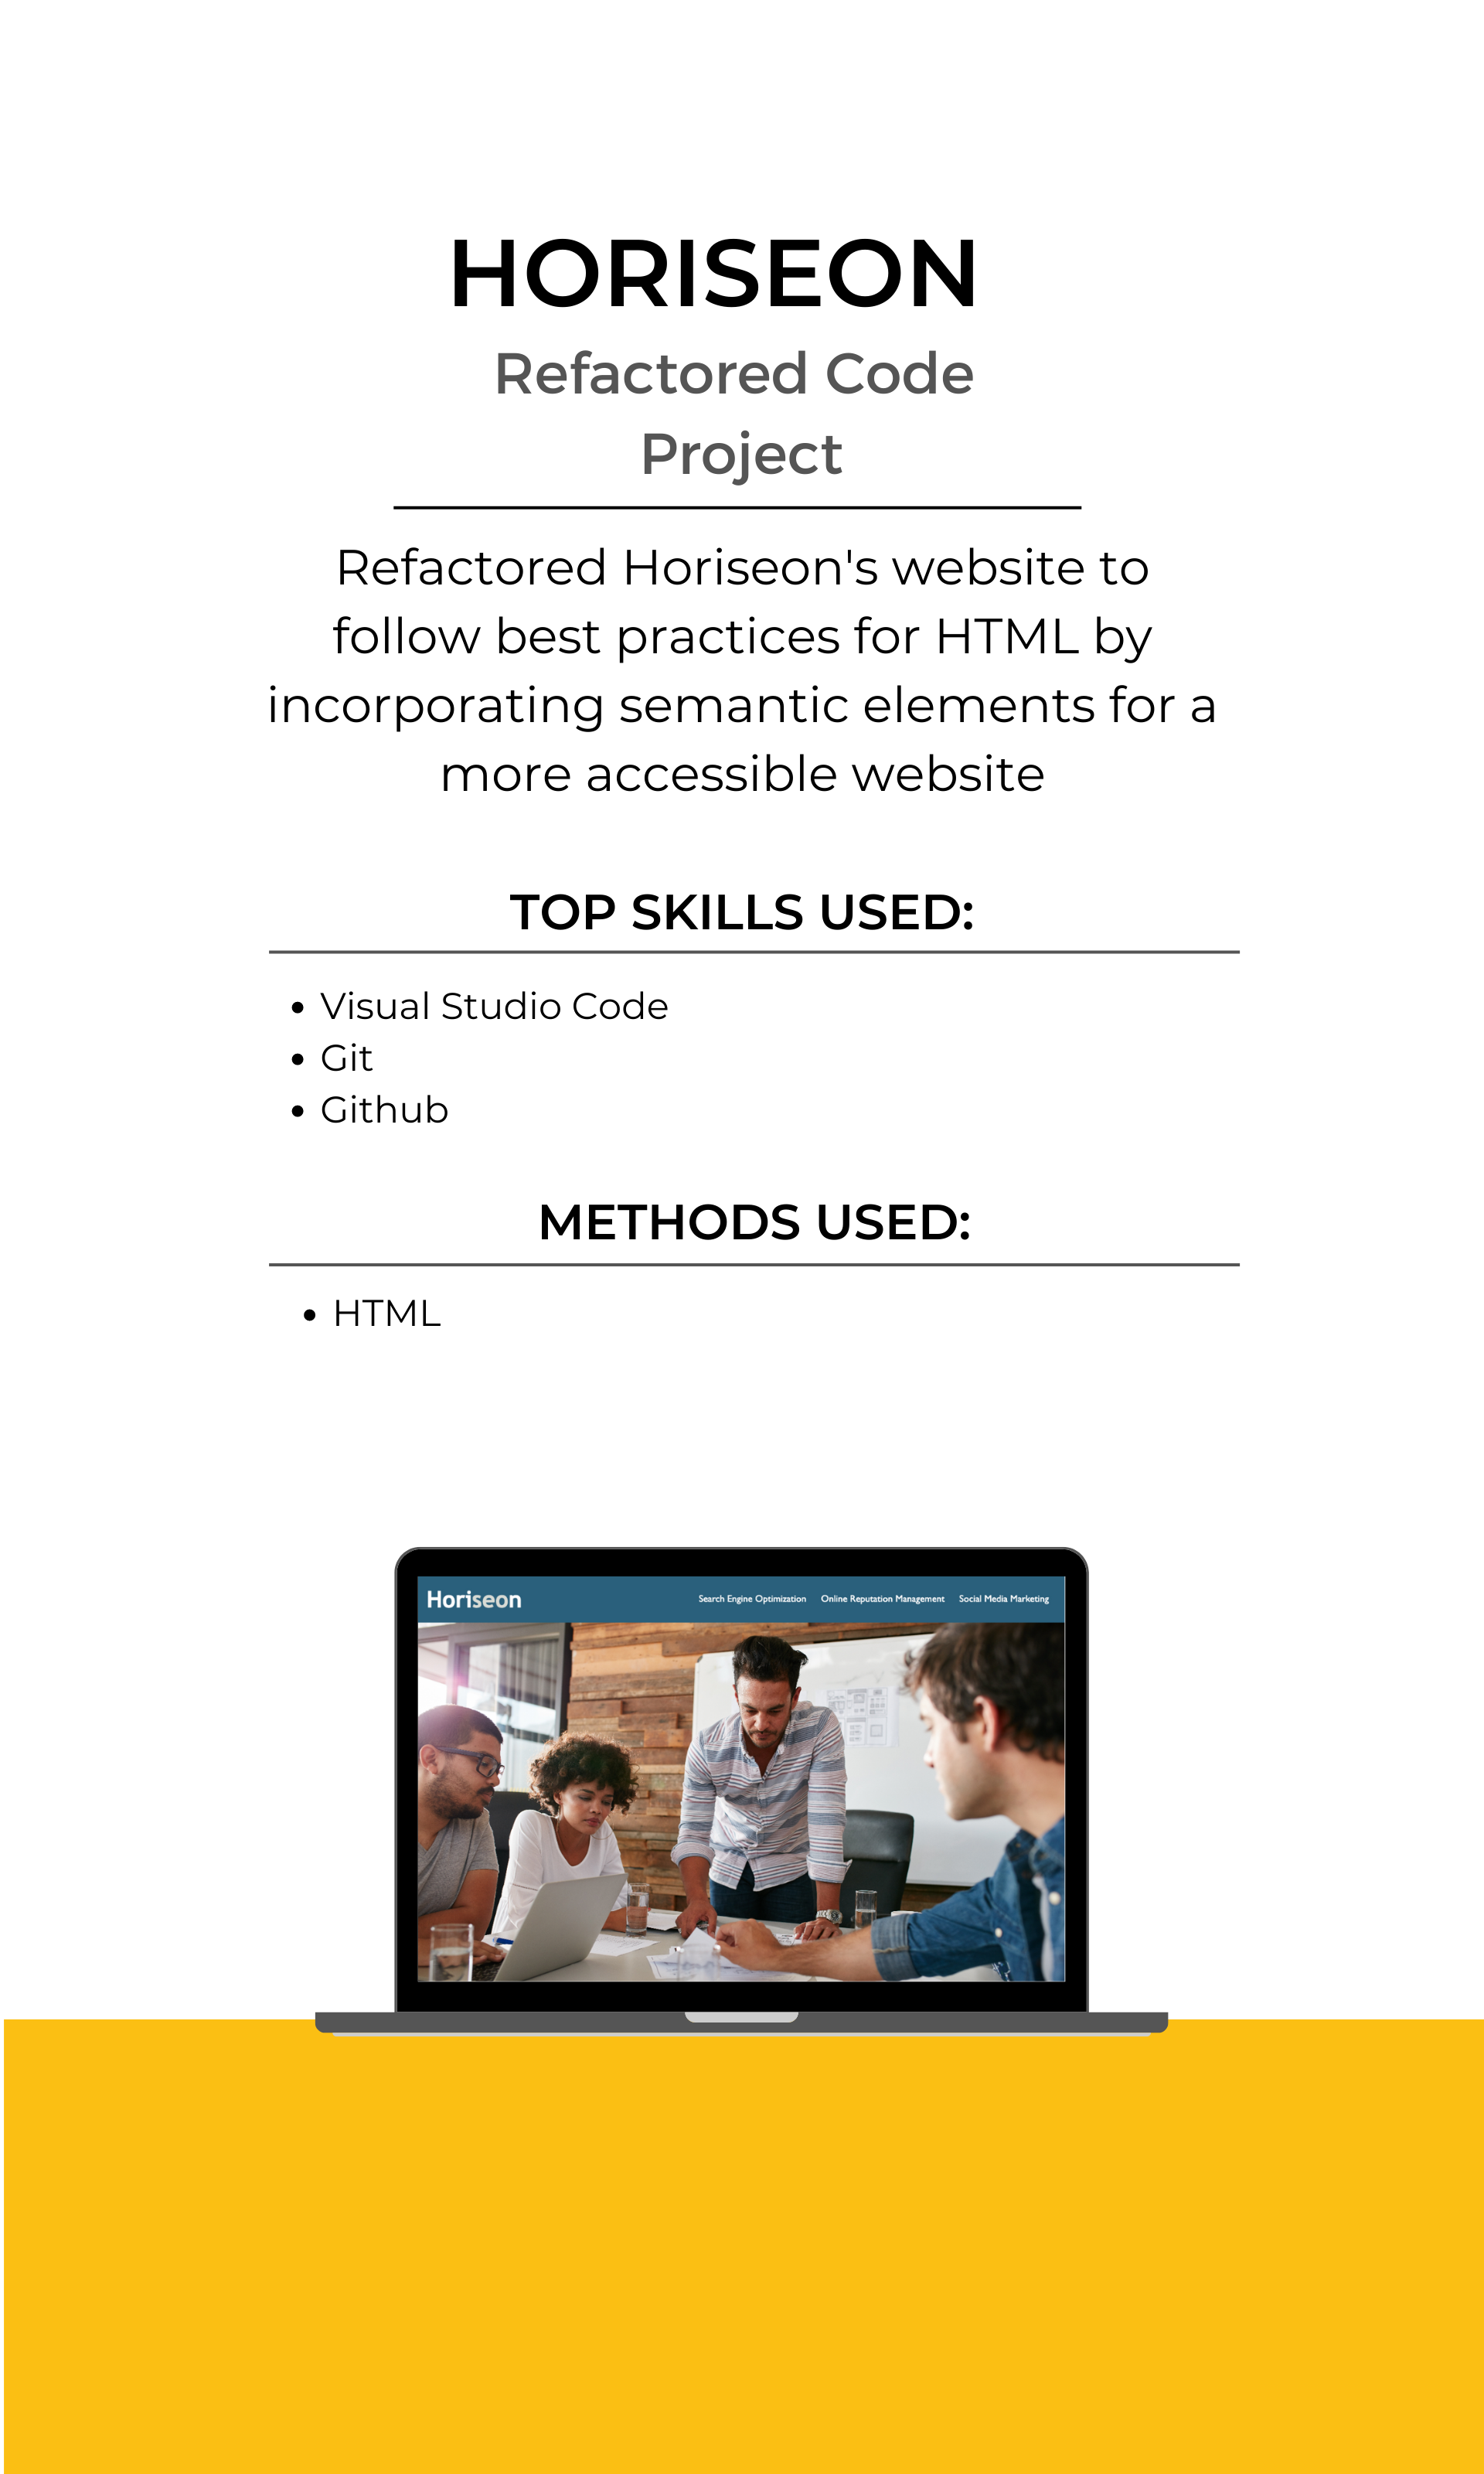 HORISEON
Refactored Code
Project
Refactored Horiseon's website to
follow best practices for HTML by
incorporating semantic elements for a
more accessible website
TOP SKILLS USED:
• Visual Studio Code
• Git
• Github
METHODS USED:
• HTML
Horiseon Search Engine Optimization Online Reputation Management Social Media Marketing